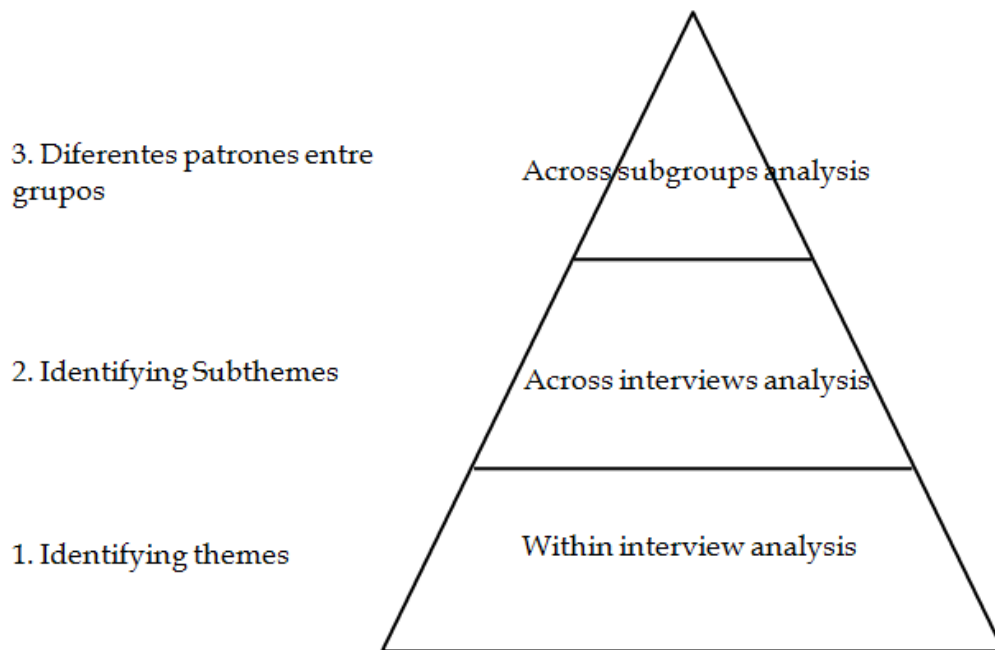 3. Diferentes patrones entre
grupos
Across subgroups analysis
2. Identifying Subthemes
Across interviews analysis
1. Identifying themes
Within interview analysis